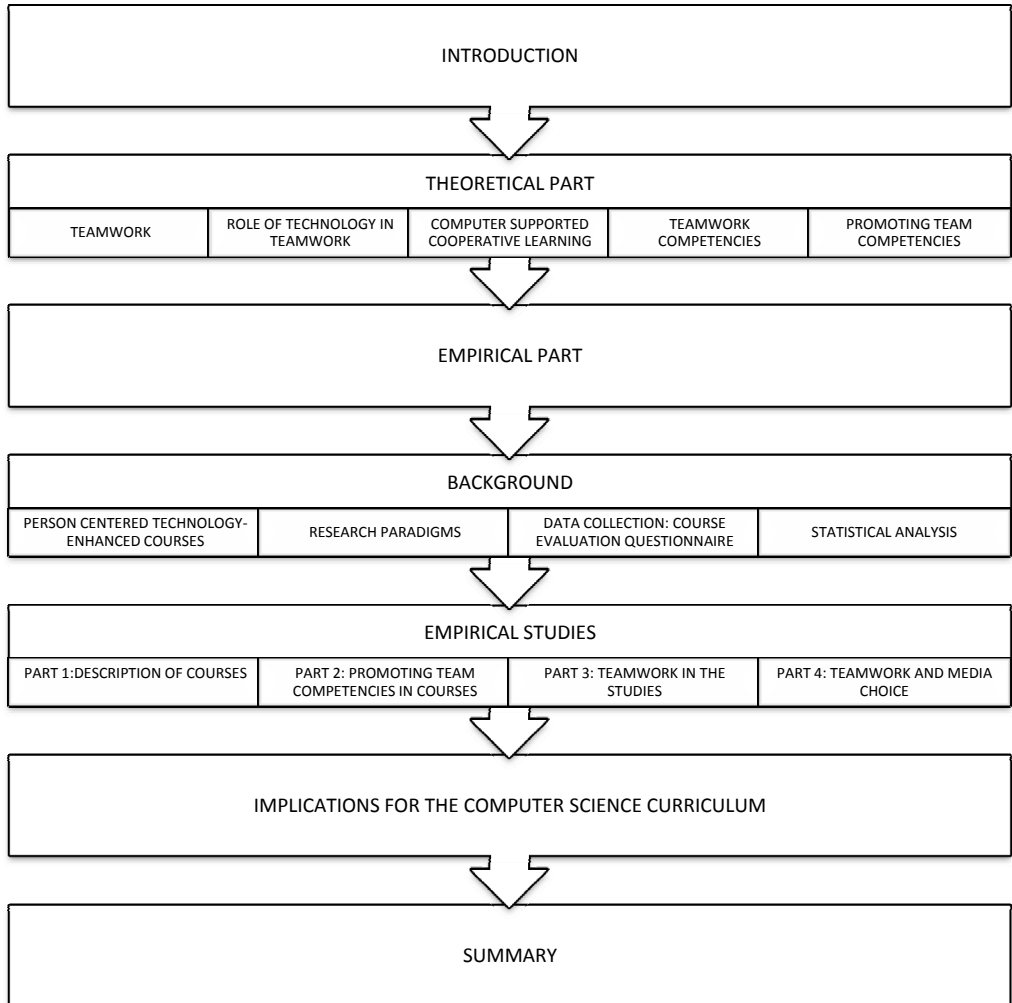 INTRODUCTION
THEORETICAL PART
TEAMWORK
ROLE OF TECHNOLOGY IN
TEAMWORK
COMPUTER SUPPORTED
COOPERATIVE LEARNING
TEAMWORK
COMPETENCIES
PROMOTING TEAM
COMPETENCIES
EMPIRICAL PART
BACKGROUND
PERSON CENTERED TECHNOLOGY-
ENHANCED COURSES
RESEARCH PARADIGMS
DATA COLLECTION: COURSE
EVALUATION QUESTIONNAIRE
STATISTICAL ANALYSIS
EMPIRICAL STUDIES
PART 1:DESCRIPTION OF COURSES
PART 2: PROMOTING TEAM
COMPETENCIES IN COURSES
PART 3: TEAMWORK IN THE
STUDIES
PART 4: TEAMWORK AND MEDIA
CHOICE
IMPLICATIONS FOR THE COMPUTER SCIENCE CURRICULUM
SUMMARY